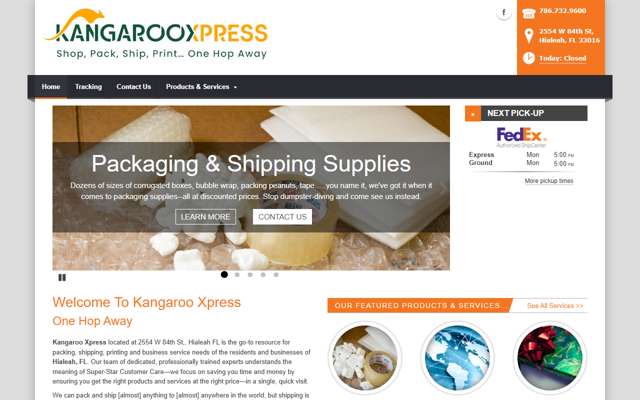 KANGAROOXPRESS
Shop, Pack, Ship, Print... One Hop Away
f
786.732.9600
2554 W 84th St,
Hialeah, FL 33016
Today: Closed
Home
Tracking
Contact Us
Products & Services
Packaging & Shipping Supplies
Dozens of sizes of corrugated boxes, bubble wrap, packing peanuts, tape.... you name it, we've got it when it
comes to packaging supplies--all at discounted prices. Stop dumpster-diving and come see us instead.
LEARN MORE
CONTACT US
NEXT PICK-UP
FedEx
Authorized ShipCenter
Express Mon 5:00 PM
Ground Mon 5:00 PM
More pickup times
Welcome To Kangaroo Xpress
One Hop Away
Kangaroo Xpress located at 2554 W 84th St,. Hialeah FL is the go-to resource for
packing, shipping, printing and business service needs of the residents and businesses of
Hialeah, FL. Our team of dedicated, professionally trained experts understands the
meaning of Super-Star Customer Care—we focus on saving you time and money by
ensuring you get the right products and services at the right price—in a single, quick visit.
We can pack and ship [almost] anything to [almost] anywhere in the world, but shipping is
OUR FEATURED PRODUCTS & SERVICES
See All Services >>